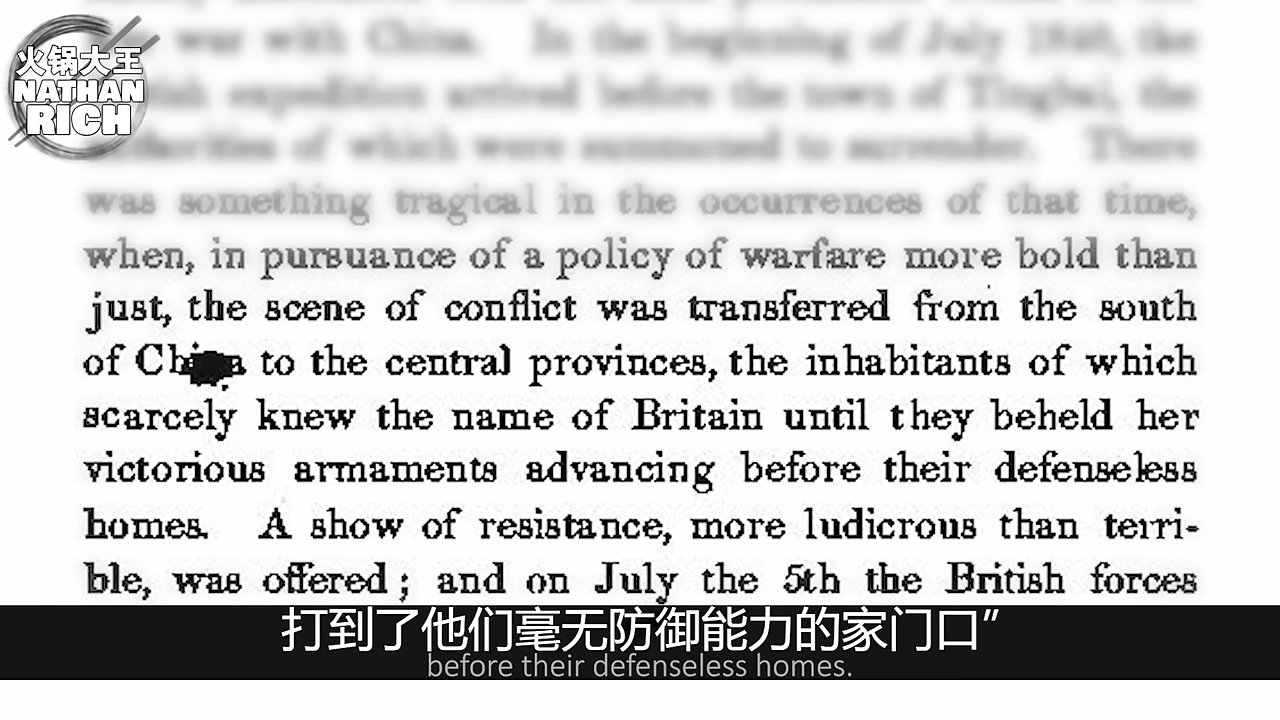 火锅大王
NATHAN
RICH
war with China. In the beginning of July 1840, the
expedition arrived before the town of Tinghai, the
authorities of which were summoned to surrender. There
was something tragical in the occurrences of that time,
when, in pursuance of a policy of warfare more bold than
just, the scene of conflict was transferred from the south
of China to the central provinces, the inhabitants of which
scarcely knew the name of Britain until they beheld her
victorious armaments advancing before their defenseless
homes. A show of resistance, more ludicrous than terri-
ble, was offered; and on July the 5th the British forces
打到了他们毫无防御能力的家门口”
before their defenseless homes.